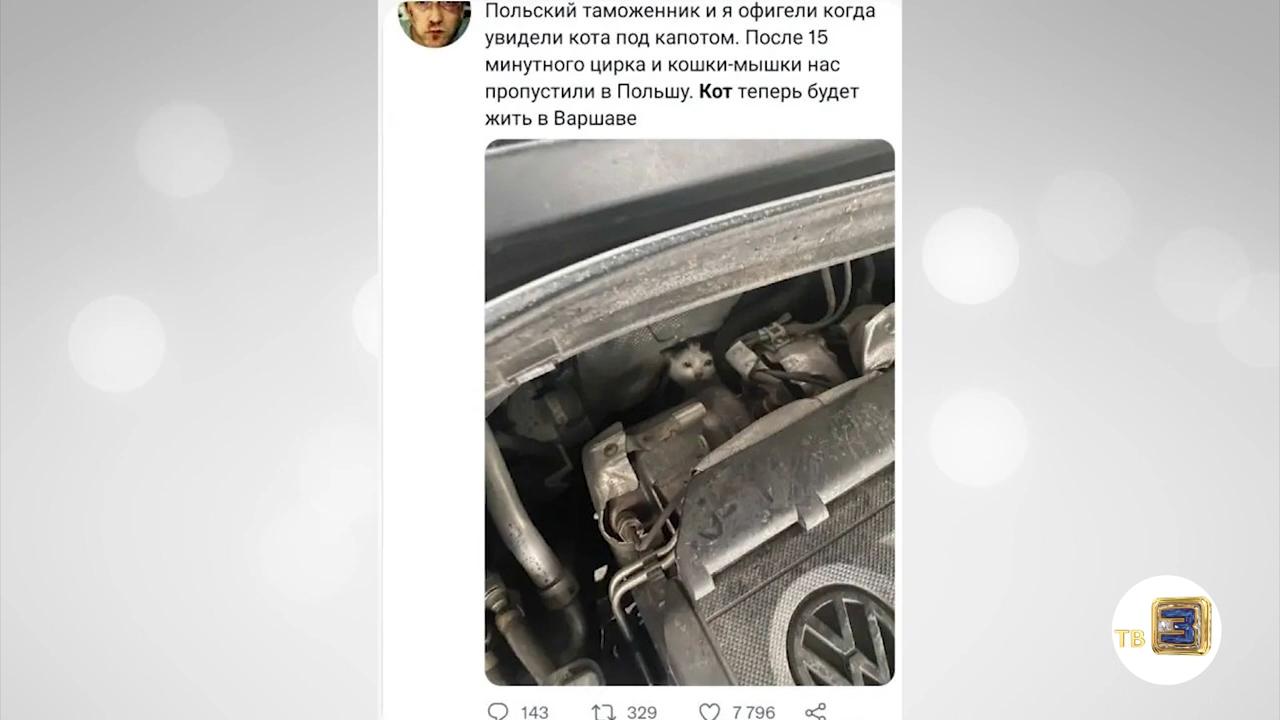 Польский таможенник и я офигели когда
увидели кота под капотом. После 15
минутного цирка и кошки-мышки нас
пропустили в Польшу. Кот теперь будет
жить в Варшаве
143 329 7 796
ТВ 3